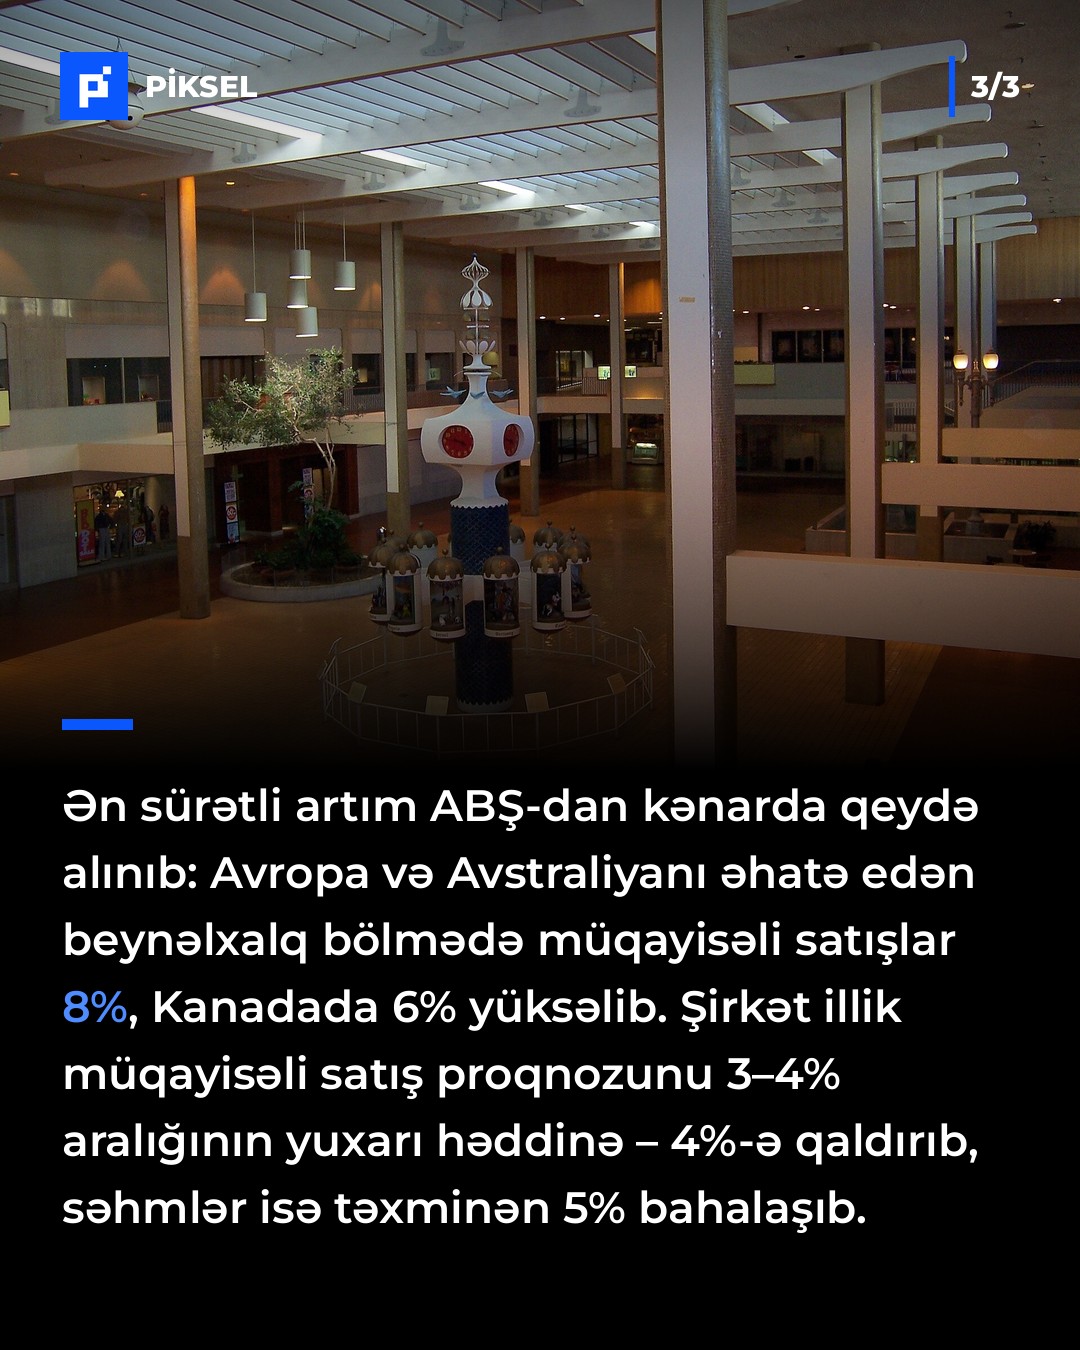 PİKSEL
3/3
Ən sürətli artım ABŞ-dan kənarda qeydə
alınıb: Avropa və Avstraliyanı əhatə edən
beynəlxalq bölmədə müqayisəli satışlar
8%, Kanadada 6% yüksəlib. Şirkət illik
müqayisəli satış proqnozunu 3–4%
aralığının yuxarı həddinə – 4%-ə qaldırıb,
səhmlər isə təxminən 5% bahalaşıb.